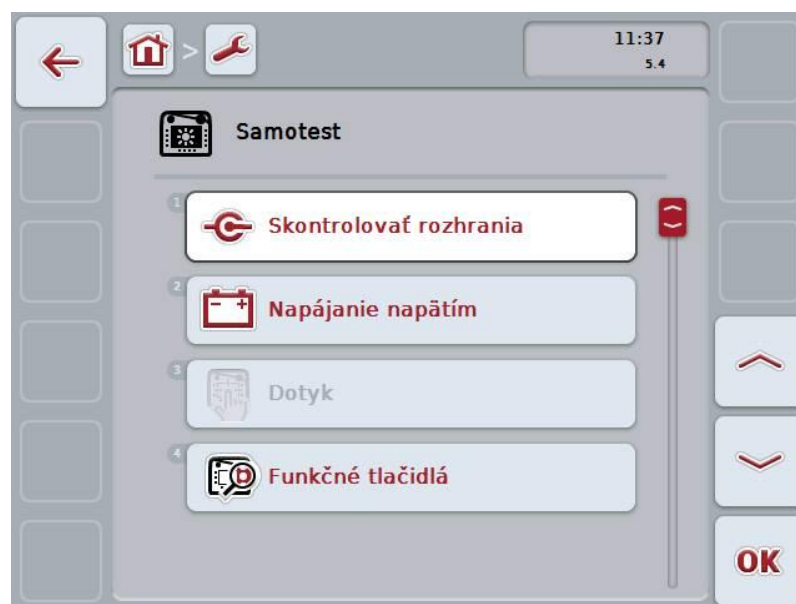 >
11:37
5.4
Samotest
1
Skontrolovať rozhrania
2
- +
Napájanie napätím
3
Dotyk
4
Funkčné tlačidlá
OK